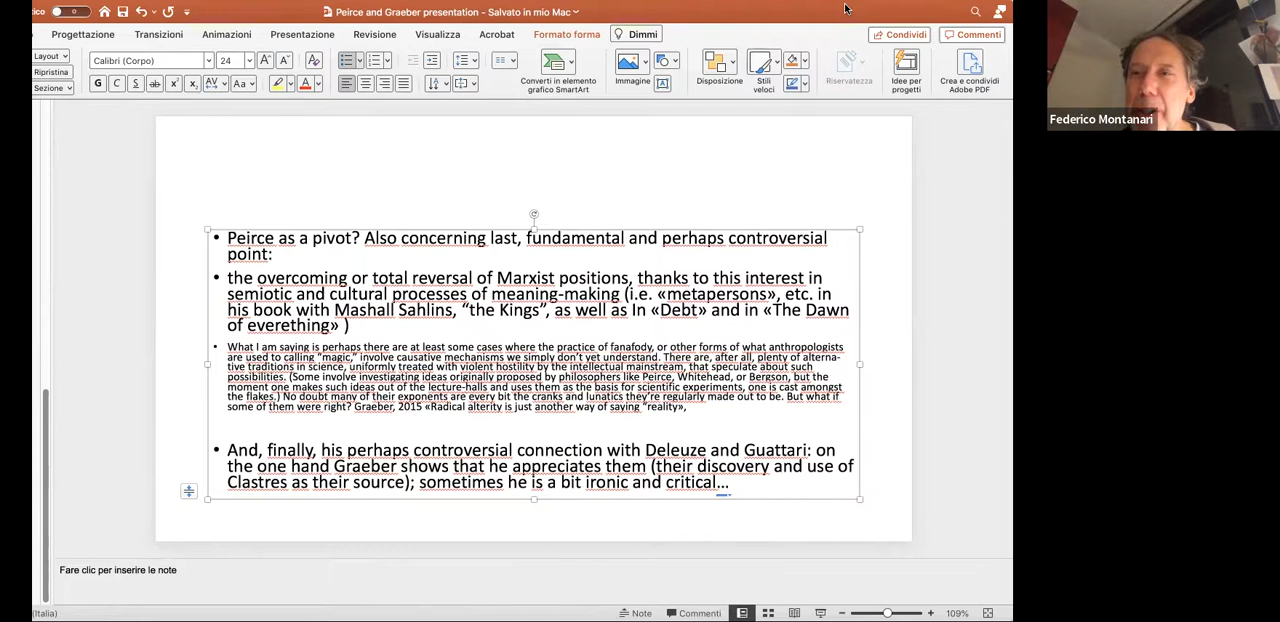 ico
Peirce and Graeber presentation - Salvato in mio Mac
Progettazione Transizioni Animazioni Presentazione Revisione Visualizza Acrobat Formato forma Dimmi Condividi Commenti
Layout
Ripristina
Sezione
Calibri (Corpo) 24
G C S ab x² x₂ AV Aa A
Converti in elemento
grafico SmartArt
Immagine
Disposizione
Stili
veloci
Riservatezza
Idee per
progetti
Crea e condividi
Adobe PDF
Federico Montanari
• Peirce as a pivot? Also concerning last, fundamental and perhaps controversial
point:
• the overcoming or total reversal of Marxist positions, thanks to this interest in
semiotic and cultural processes of meaning-making (i.e. «metapersons», etc. in
his book with Mashall Sahlins, “the Kings”, as well as In «Debt» and in «The Dawn
of everething» )
• What I am saying is perhaps there are at least some cases where the practice of fanafody, or other forms of what anthropologists
are used to calling “magic,” involve causative mechanisms we simply don’t yet understand. There are, after all, plenty of alterna-
tive traditions in science, uniformly treated with violent hostility by the intellectual mainstream, that speculate about such
possibilities. (Some involve investigating ideas originally proposed by philosophers like Peirce, Whitehead, or Bergson, but the
moment one makes such ideas out of the lecture-halls and uses them as the basis for scientific experiments, one is cast amongst
the flakes.) No doubt many of their exponents are every bit the cranks and lunatics they’re regularly made out to be. But what if
some of them were right? Graeber, 2015 «Radical alterity is just another way of saying “reality»,
• And, finally, his perhaps controversial connection with Deleuze and Guattari: on
the one hand Graeber shows that he appreciates them (their discovery and use of
Clastres as their source); sometimes he is a bit ironic and critical…
Fare clic per inserire le note
(Italia) Note Commenti 109%